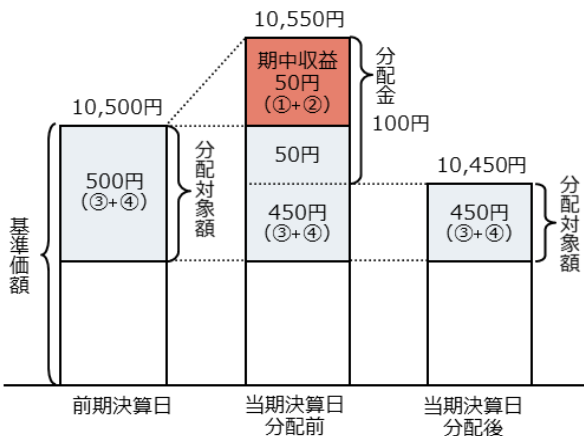 10,550円
期中収益
50円
(①+②)
分配金
100円
10,500円
500円
(③+④)
分配対象額
50円
450円
(③+④)
10,450円
450円
(③+④)
分配対象額
基準価額
前期決算日
当期決算日
分配前
当期決算日
分配後